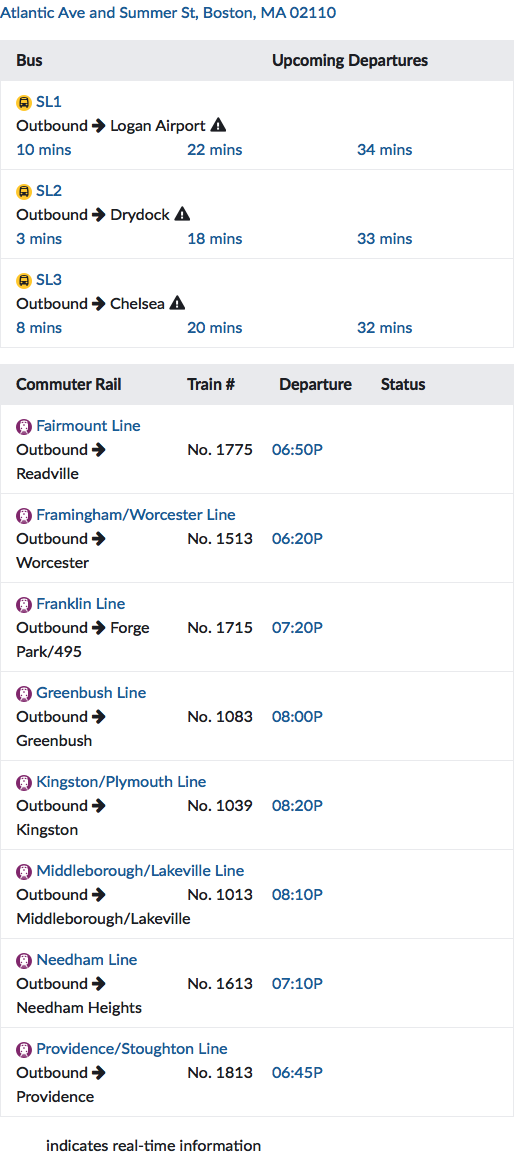 Atlantic Ave and Summer St, Boston, MA 02110
Bus Upcoming Departures
SL1
Outbound Logan Airport
10 mins 22 mins 34 mins
SL2
Outbound Drydock
3 mins 18 mins 33 mins
SL3
Outbound Chelsea
8 mins 20 mins 32 mins
Commuter Rail Train # Departure Status
Fairmount Line
Outbound No. 1775 06:50P
Readville
Framingham/Worcester Line
Outbound No. 1513 06:20P
Worcester
Franklin Line
Outbound Forge No. 1715 07:20P
Park/495
Greenbush Line
Outbound No. 1083 08:00P
Greenbush
Kingston/Plymouth Line
Outbound No. 1039 08:20P
Kingston
Middleborough/Lakeville Line
Outbound No. 1013 08:10P
Middleborough/Lakeville
Needham Line
Outbound No. 1613 07:10P
Needham Heights
Providence/Stoughton Line
Outbound No. 1813 06:45P
Providence
indicates real-time information